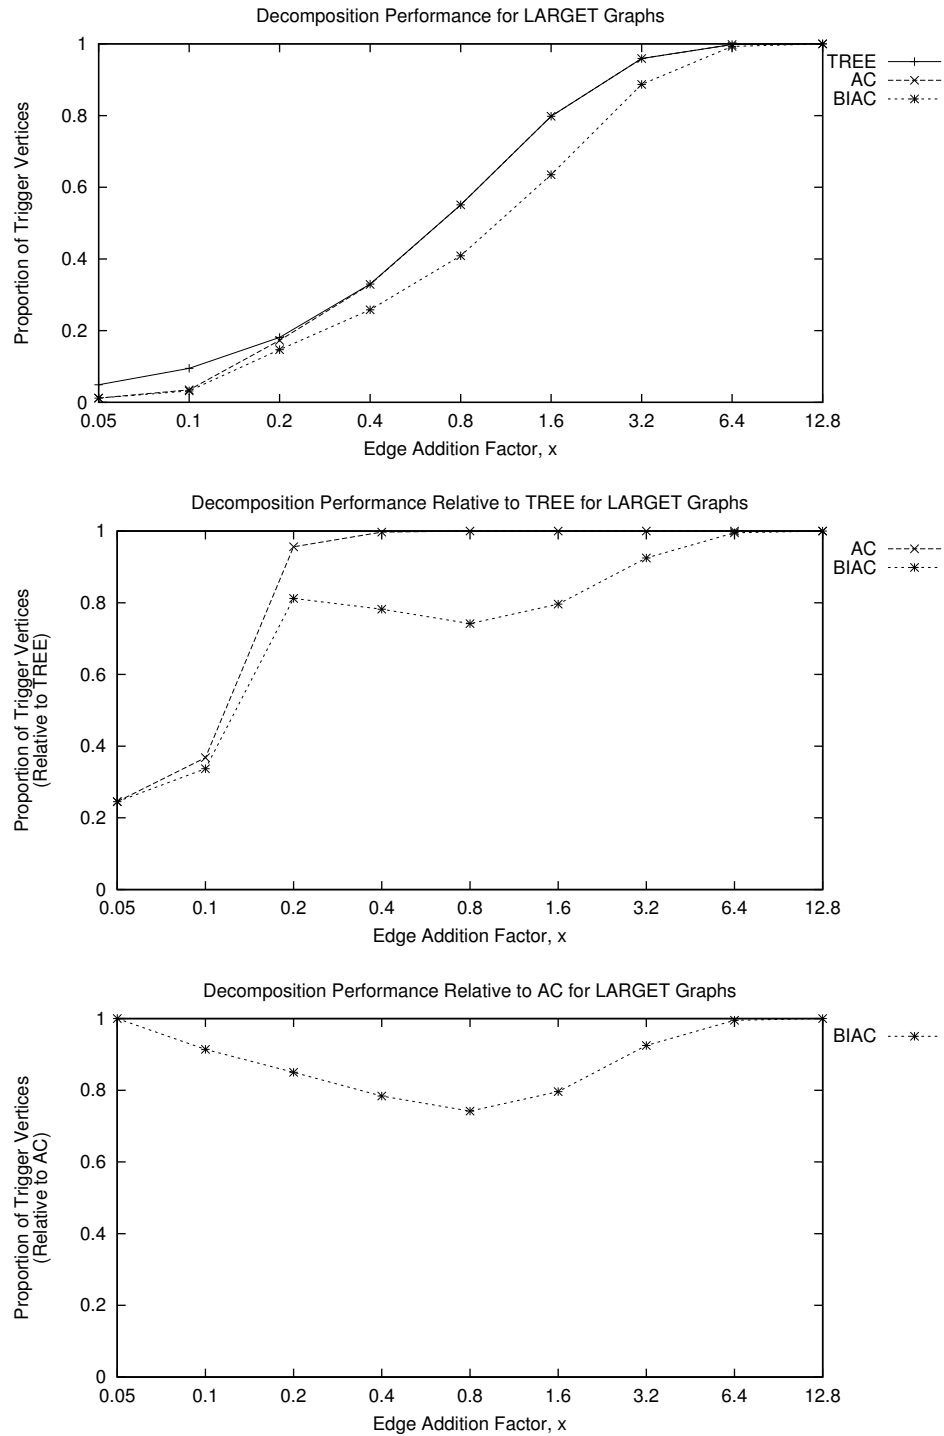 Decomposition Performance for LARGET Graphs
1
0.8
0.6
0.4
0.2
0
Proportion of Trigger Vertices
0.05 0.1 0.2 0.4 0.8 1.6 3.2 6.4 12.8
Edge Addition Factor, x
TREE
AC
BIAC
Decomposition Performance Relative to TREE for LARGET Graphs
1
0.8
0.6
0.4
0.2
0
Proportion of Trigger Vertices
(Relative to TREE)
0.05 0.1 0.2 0.4 0.8 1.6 3.2 6.4 12.8
Edge Addition Factor, x
AC
BIAC
Decomposition Performance Relative to AC for LARGET Graphs
1
0.8
0.6
0.4
0.2
0
Proportion of Trigger Vertices
(Relative to AC)
0.05 0.1 0.2 0.4 0.8 1.6 3.2 6.4 12.8
Edge Addition Factor, x
BIAC